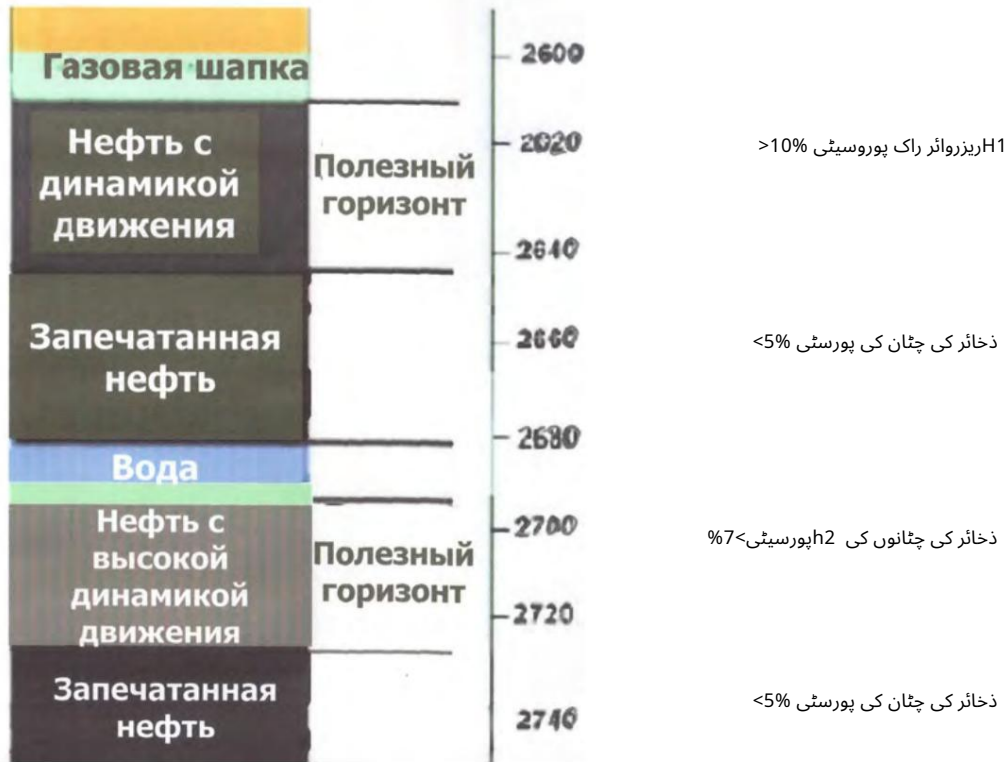 Газовая шапка
2600
Нефть с
динамикой
движения
Полезный
горизонт
2020
H1ریزروائر راک پوروسیٹی %10<
2640
Запечатанная
нефть
2660
ذخائر کی چٹان کی پورسٹی %5>
2680
Вода
Нефть с
высокой
динамикой
движения
Полезный
горизонт
2700
ذخائر کی چٹانوں کی h2پورسیٹی>7%
2720
Запечатанная
нефть
2740
ذخائر کی چٹان کی پورسٹی %5>